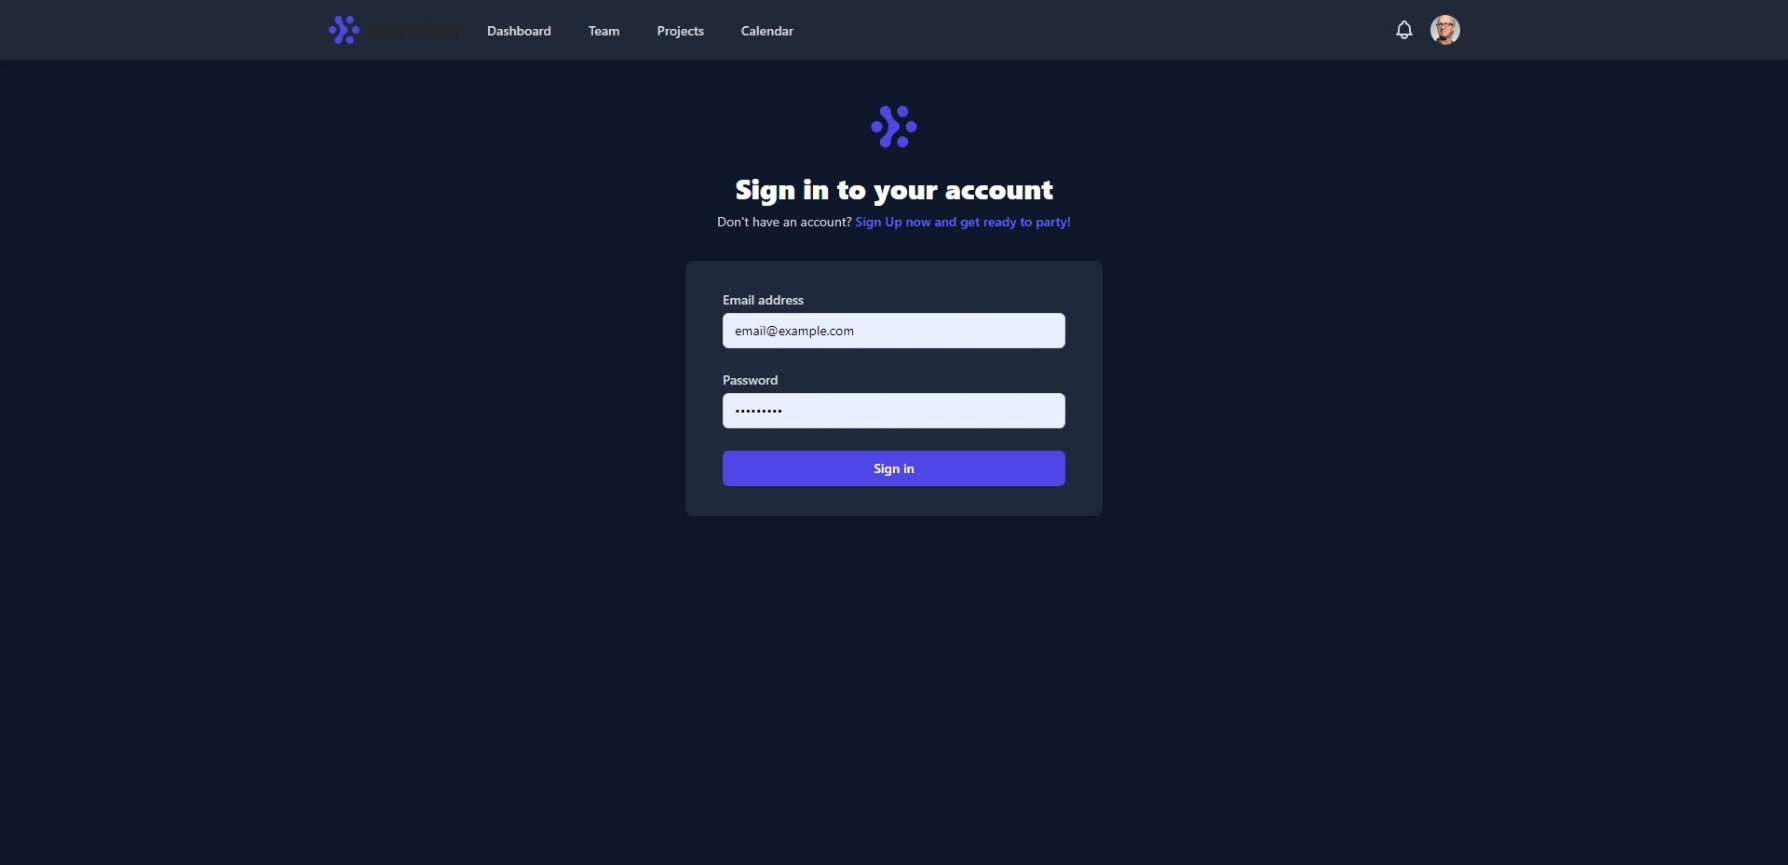 Dashboard Team Projects Calendar
Sign in to your account
Don't have an account? Sign Up now and get ready to party!
Email address
email@example.com
Password
•••••••••
Sign in